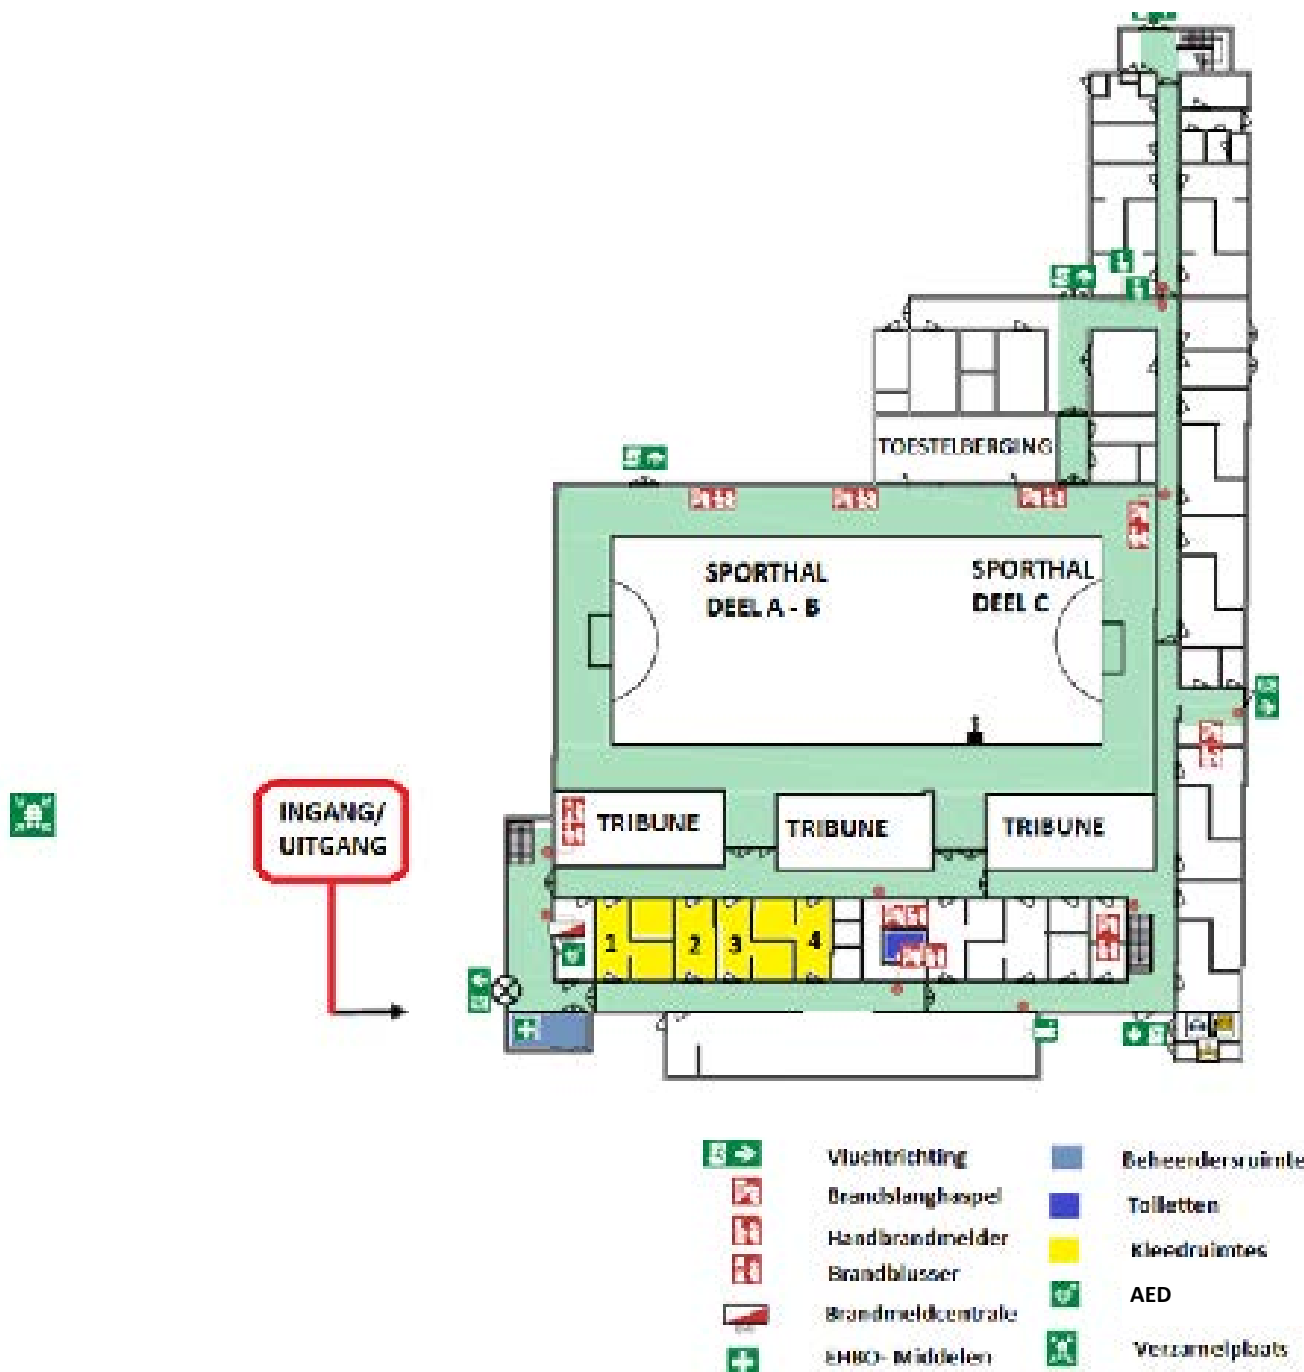 TOESTELBERGING
SPORTHAL
DEEL A - B
SPORTHAL
DEEL C
INGANG/
UITGANG
TRIBUNE
TRIBUNE
TRIBUNE
1
2
3
4
Vluchtrichting
Brandslanghaspel
Handbrandmelder
Brandblusser
Brandmeldcentrale
EHBO- Middelen
Beheerdersruimte
Toiletten
Kleedruimtes
AED
Verzamelplaats